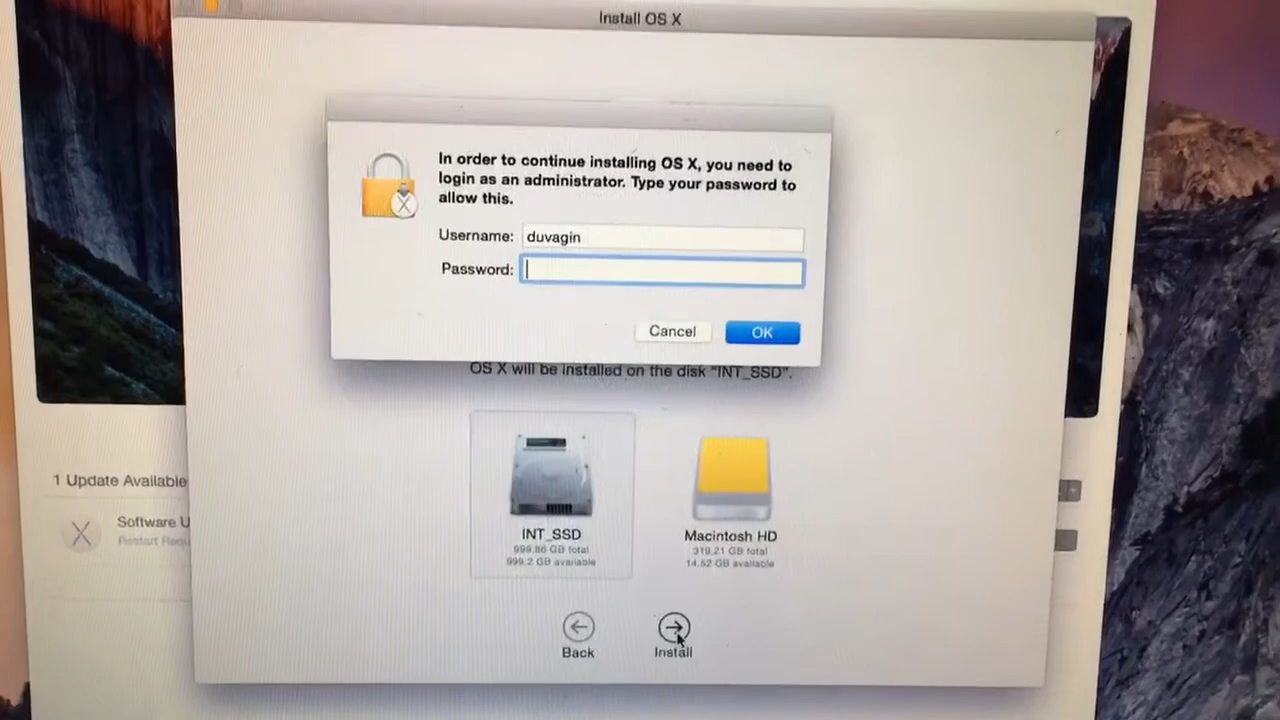 Install OS X
In order to continue installing OS X, you need to
login as an administrator. Type your password to
allow this.
Username: duvagin
Password:
Cancel
OK
OS X will be installed on the disk "INT_SSD".
1 Update Available
Software U
Restart Requ
INT_SSD
999.86 GB total
999.2 GB available
Macintosh HD
319.21 GB total
14.52 GB available
Back
Install